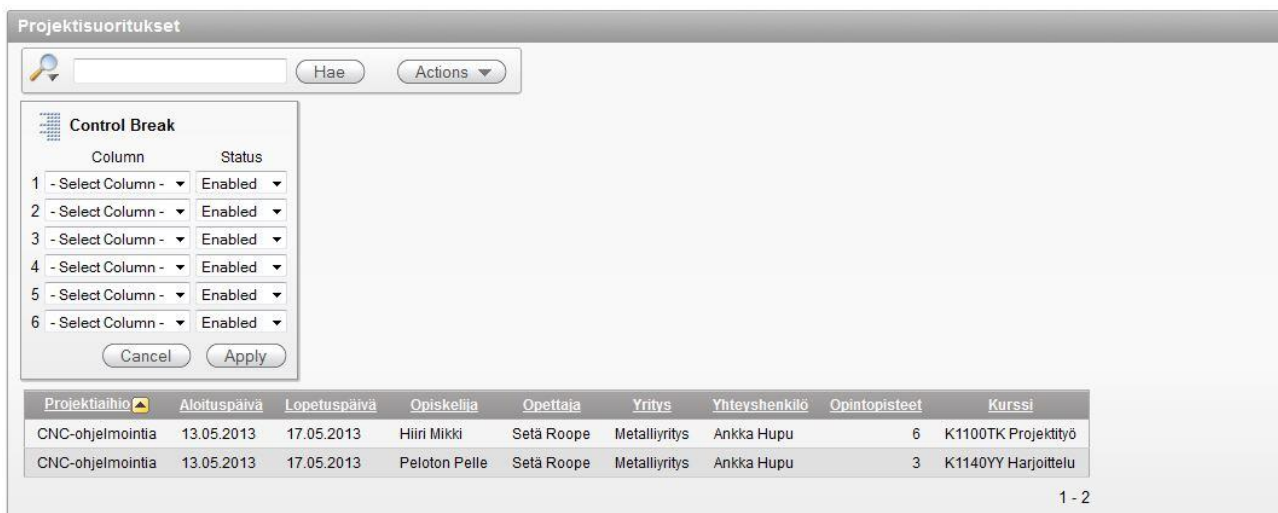 Projektisuoritukset
Hae Actions
Control Break
Column Status
1 - Select Column - Enabled
2 - Select Column - Enabled
3 - Select Column - Enabled
4 - Select Column - Enabled
5 - Select Column - Enabled
6 - Select Column - Enabled
Cancel Apply
Projektiaihio Aloituspäivä Lopetuspäivä Opiskelija Opettaja Yritys Yhteyshenkilö Opintopisteet Kurssi
CNC-ohjelmointia 13.05.2013 17.05.2013 Hiiri Mikki Setä Roope Metalliyritys Ankka Hupu 6 K1100TK Projektityö
CNC-ohjelmointia 13.05.2013 17.05.2013 Peloton Pelle Setä Roope Metalliyritys Ankka Hupu 3 K1140YY Harjoittelu
1 - 2